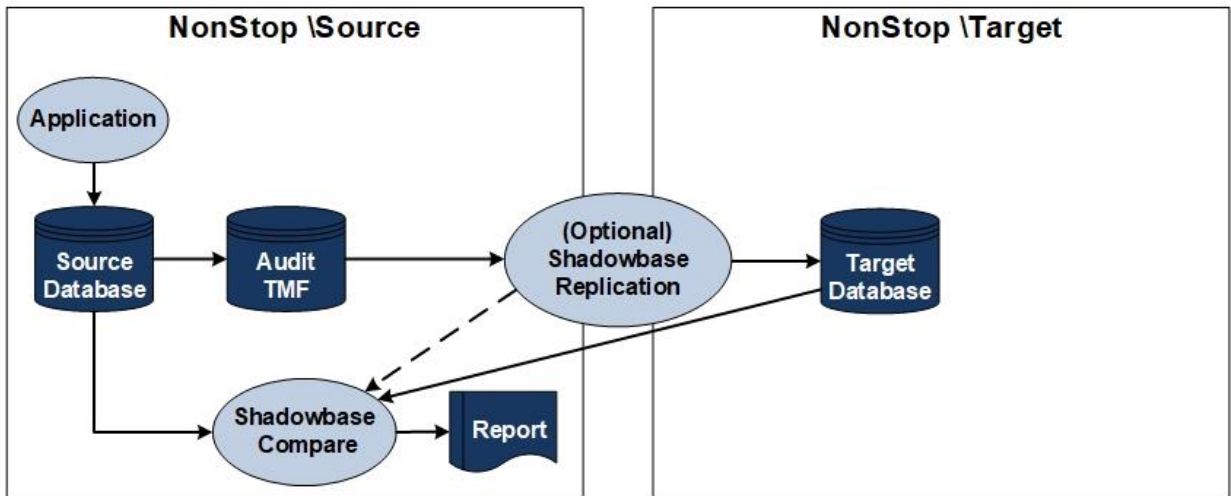 NonStop \Source
NonStop \Target
Application
(Optional)
Shadowbase
Replication
Source
Database
Audit
TMF
Target
Database
Shadowbase
Compare
Report